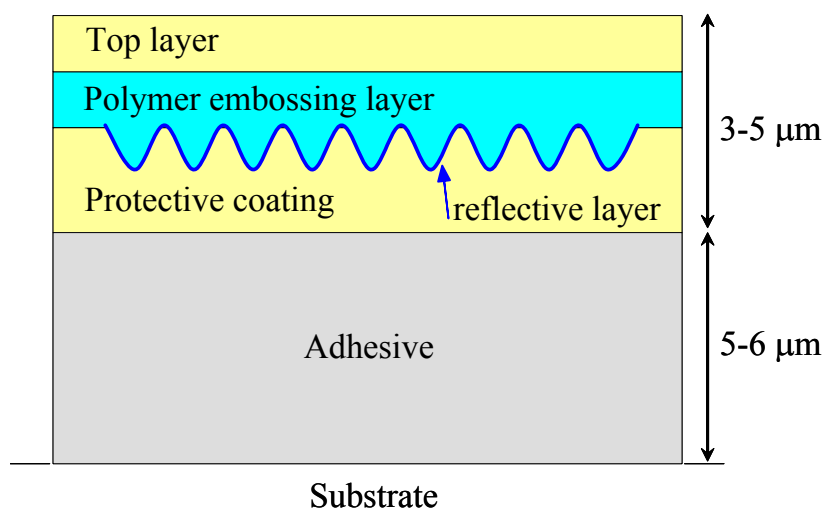 Top layer
Polymer embossing layer
3-5 μm
Protective coating
reflective layer
Adhesive
5-6 μm
Substrate